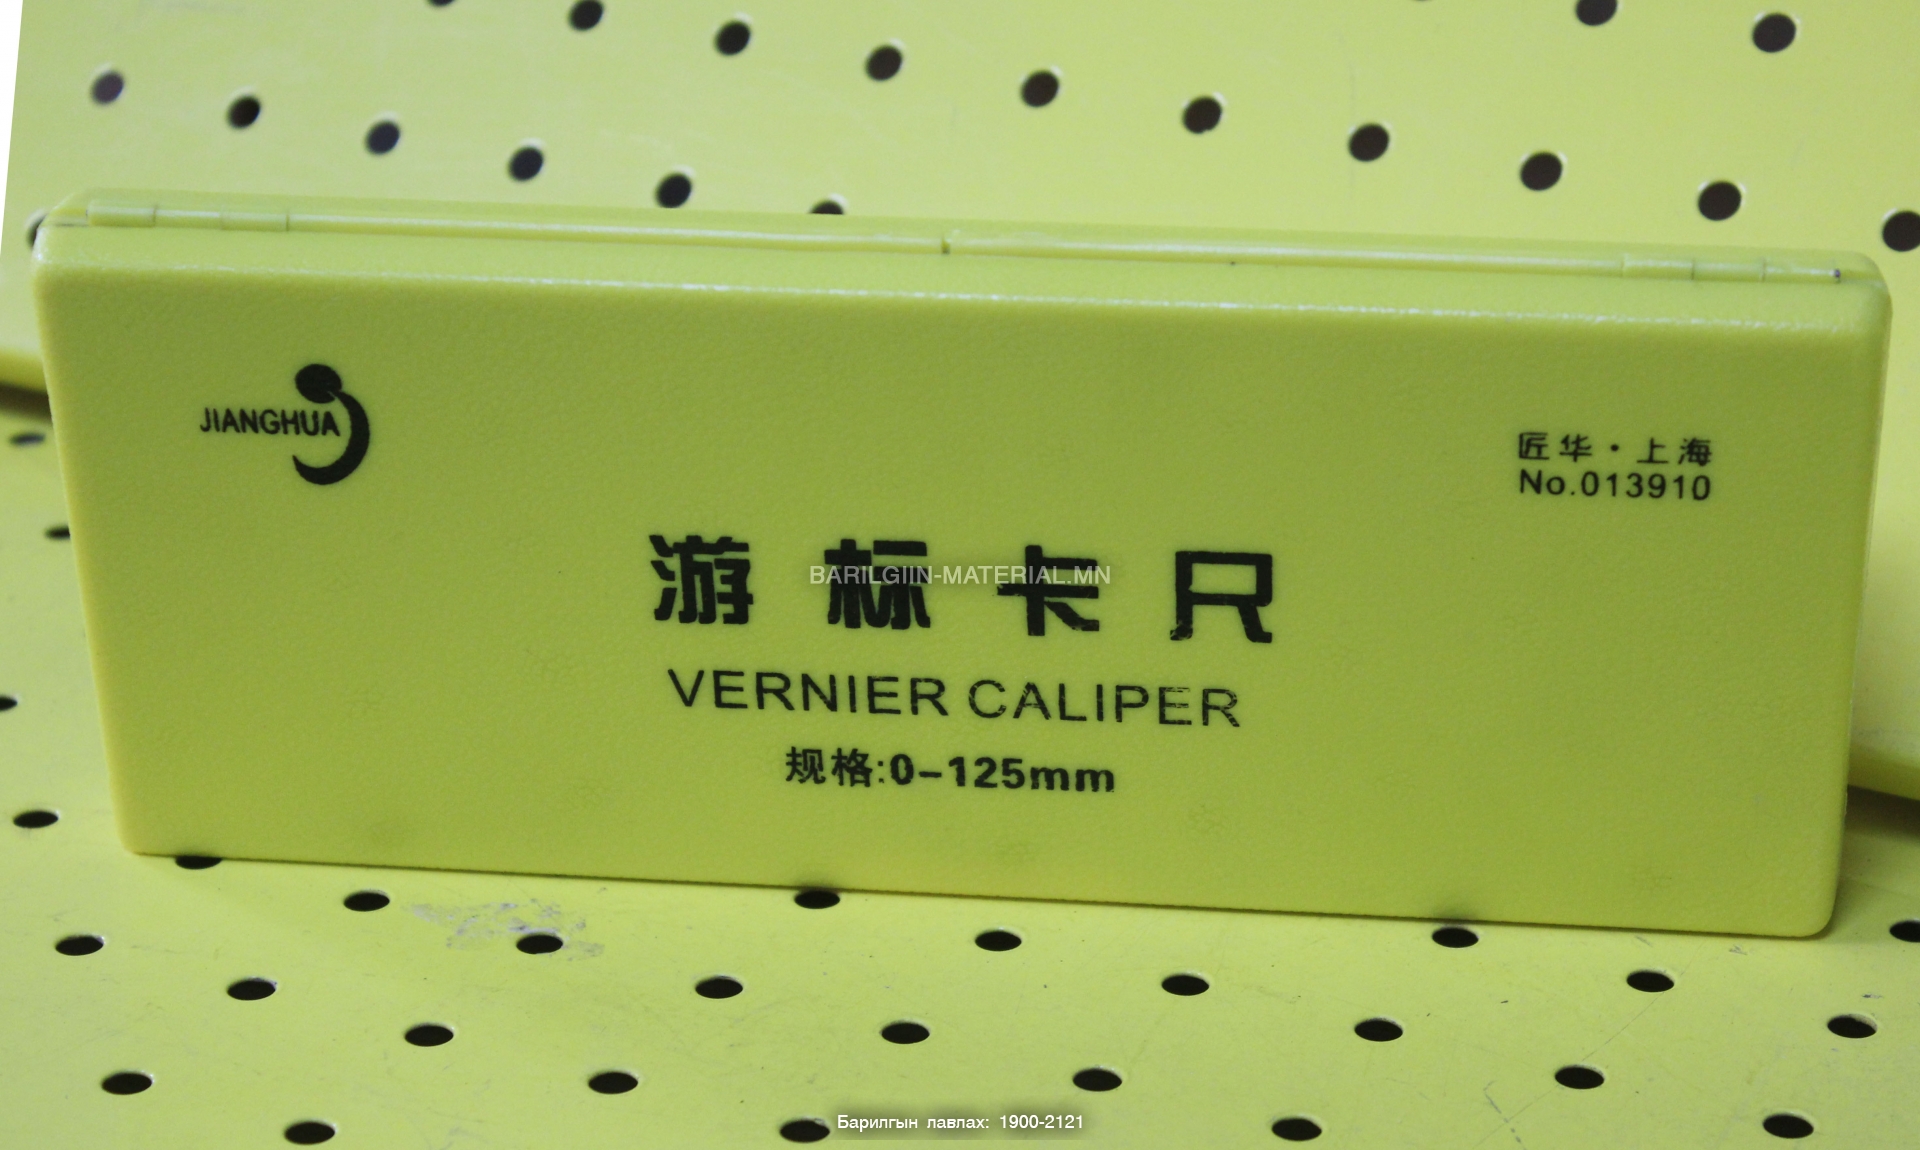 JIANGHUA
匠华·上海
No.013910
游标卡尺
BARILGIIN-MATERIAL.MN
VERNIER CALIPER
规格:0-125mm
Барилгын лавлах: 1900-2121